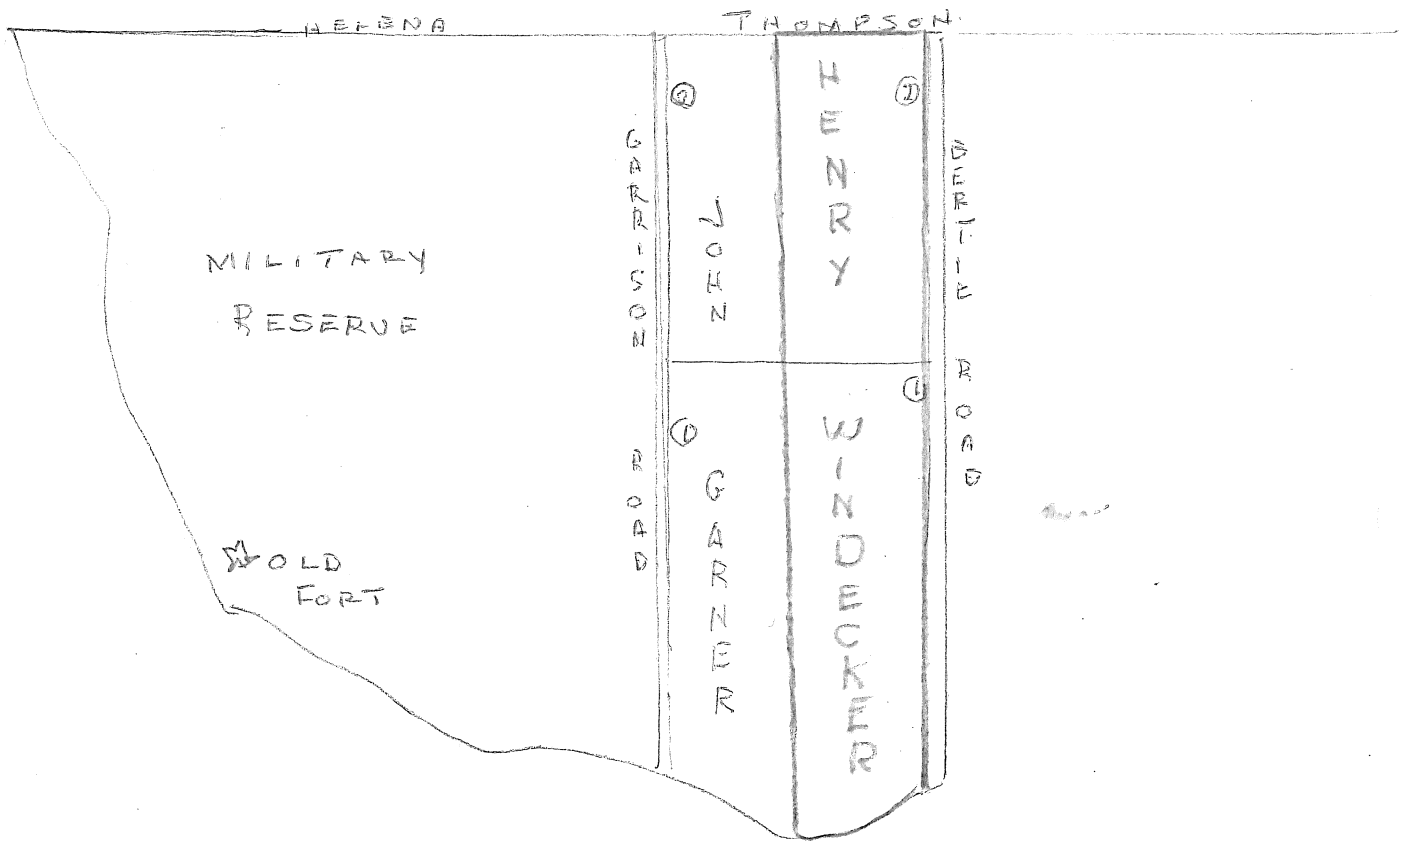 HELENA
THOMPSON.
MILITARY
RESERVE
☆ OLD
FORT
GARRISON
ROAD
2
JOHN
1
GARNER
HENRY
WINDECKER
2
1
BERTIE
ROAD